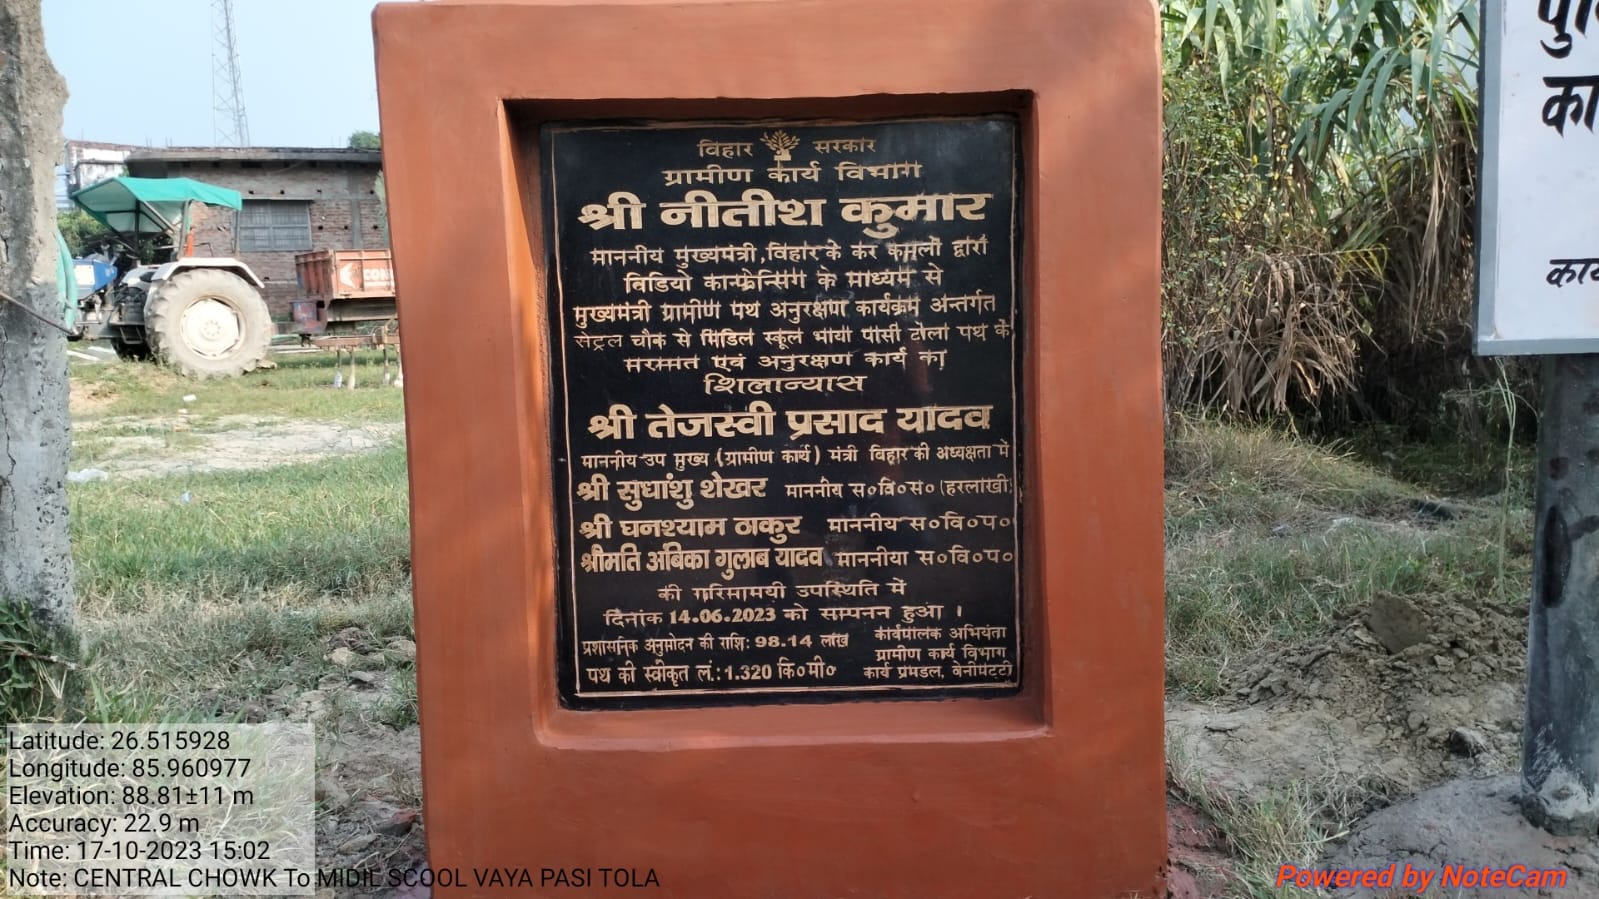 विहार सरकार
ग्रामीण कार्य विभाग
श्री नीतीश कुमार
माननीय मुख्यमंत्री, विहार के कर कमलो द्वारा
विडियो कान्फ्रेन्सिंग के माध्यम से
मुख्यमंत्री ग्रामीण पथ अनुरक्षण कार्यक्रम अन्तर्गत
सेंट्रल चौक से मिडिल स्कूल भाया पासी टोला पथ के
मरामत एवं अनुरक्षण कार्य का
शिलान्यास
श्री तेजस्वी प्रसाद यादव
माननीय उप मुख्य (ग्रामीण कार्य) मंत्री विहार की अध्यक्षता में
श्री सुधांशु शेखर माननीय स०वि०स० (हरलाखी)
श्री घनश्याम ठाकुर माननीय स०वि०प०
श्रीमति अंबिका गुलाब यादव माननीया स०वि०प०
की गरिमामयी उपस्थिति में
दिनांक 14.06.2023 को सम्पनन हुआ ।
प्रशासनिक अनुमोदन की राशि: 98.14 लाख
पथ की स्वीकृत लं.: 1.320 कि०मी०
कार्यपालक अभियंता
ग्रामीण कार्य विभाग
कार्य प्रमंडल, बेनीपट्टी
का
Latitude: 26.515928
Longitude: 85.960977
Elevation: 88.81±11 m
Accuracy: 22.9 m
Time: 17-10-2023 15:02
Note: CENTRAL CHOWK To MIDIL SCOOL VAYA PASI TOLA
Powered by NoteCam